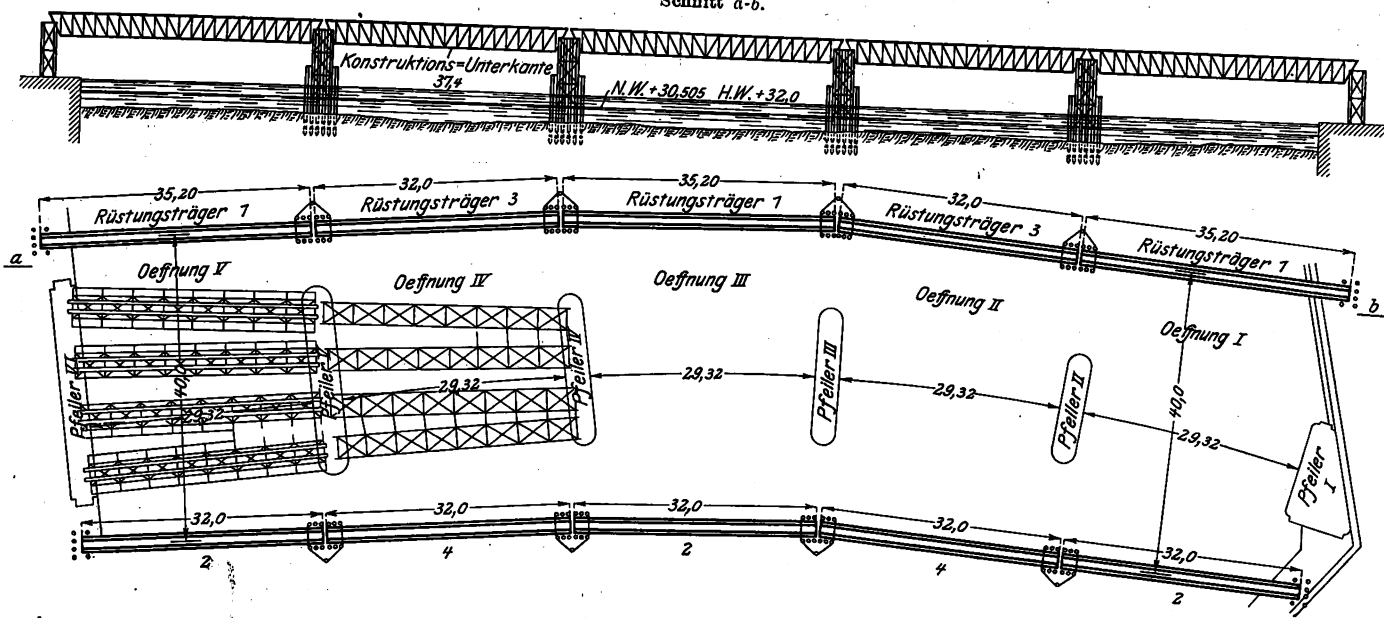 Schnitt a-b.
Konstruktions=Unterkante
37,4
N.W.+30,505 H.W.+32,0
35,20
32,0
35,20
32,0
35,20
Rüstungsträger 1
Rüstungsträger 3
Rüstungsträger 1
Rüstungsträger 3
Rüstungsträger 1
a
b
Oeffnung V
Oeffnung IV
Oeffnung III
Oeffnung II
Oeffnung I
Pfeiler
Pfeiler
Pfeiler IV
Pfeiler III
Pfeiler II
Pfeiler
I
40,0
40,0
29,32
29,32
29,32
29,32
29,32
32,0
32,0
32,0
32,0
32,0
2
4
2
4
2